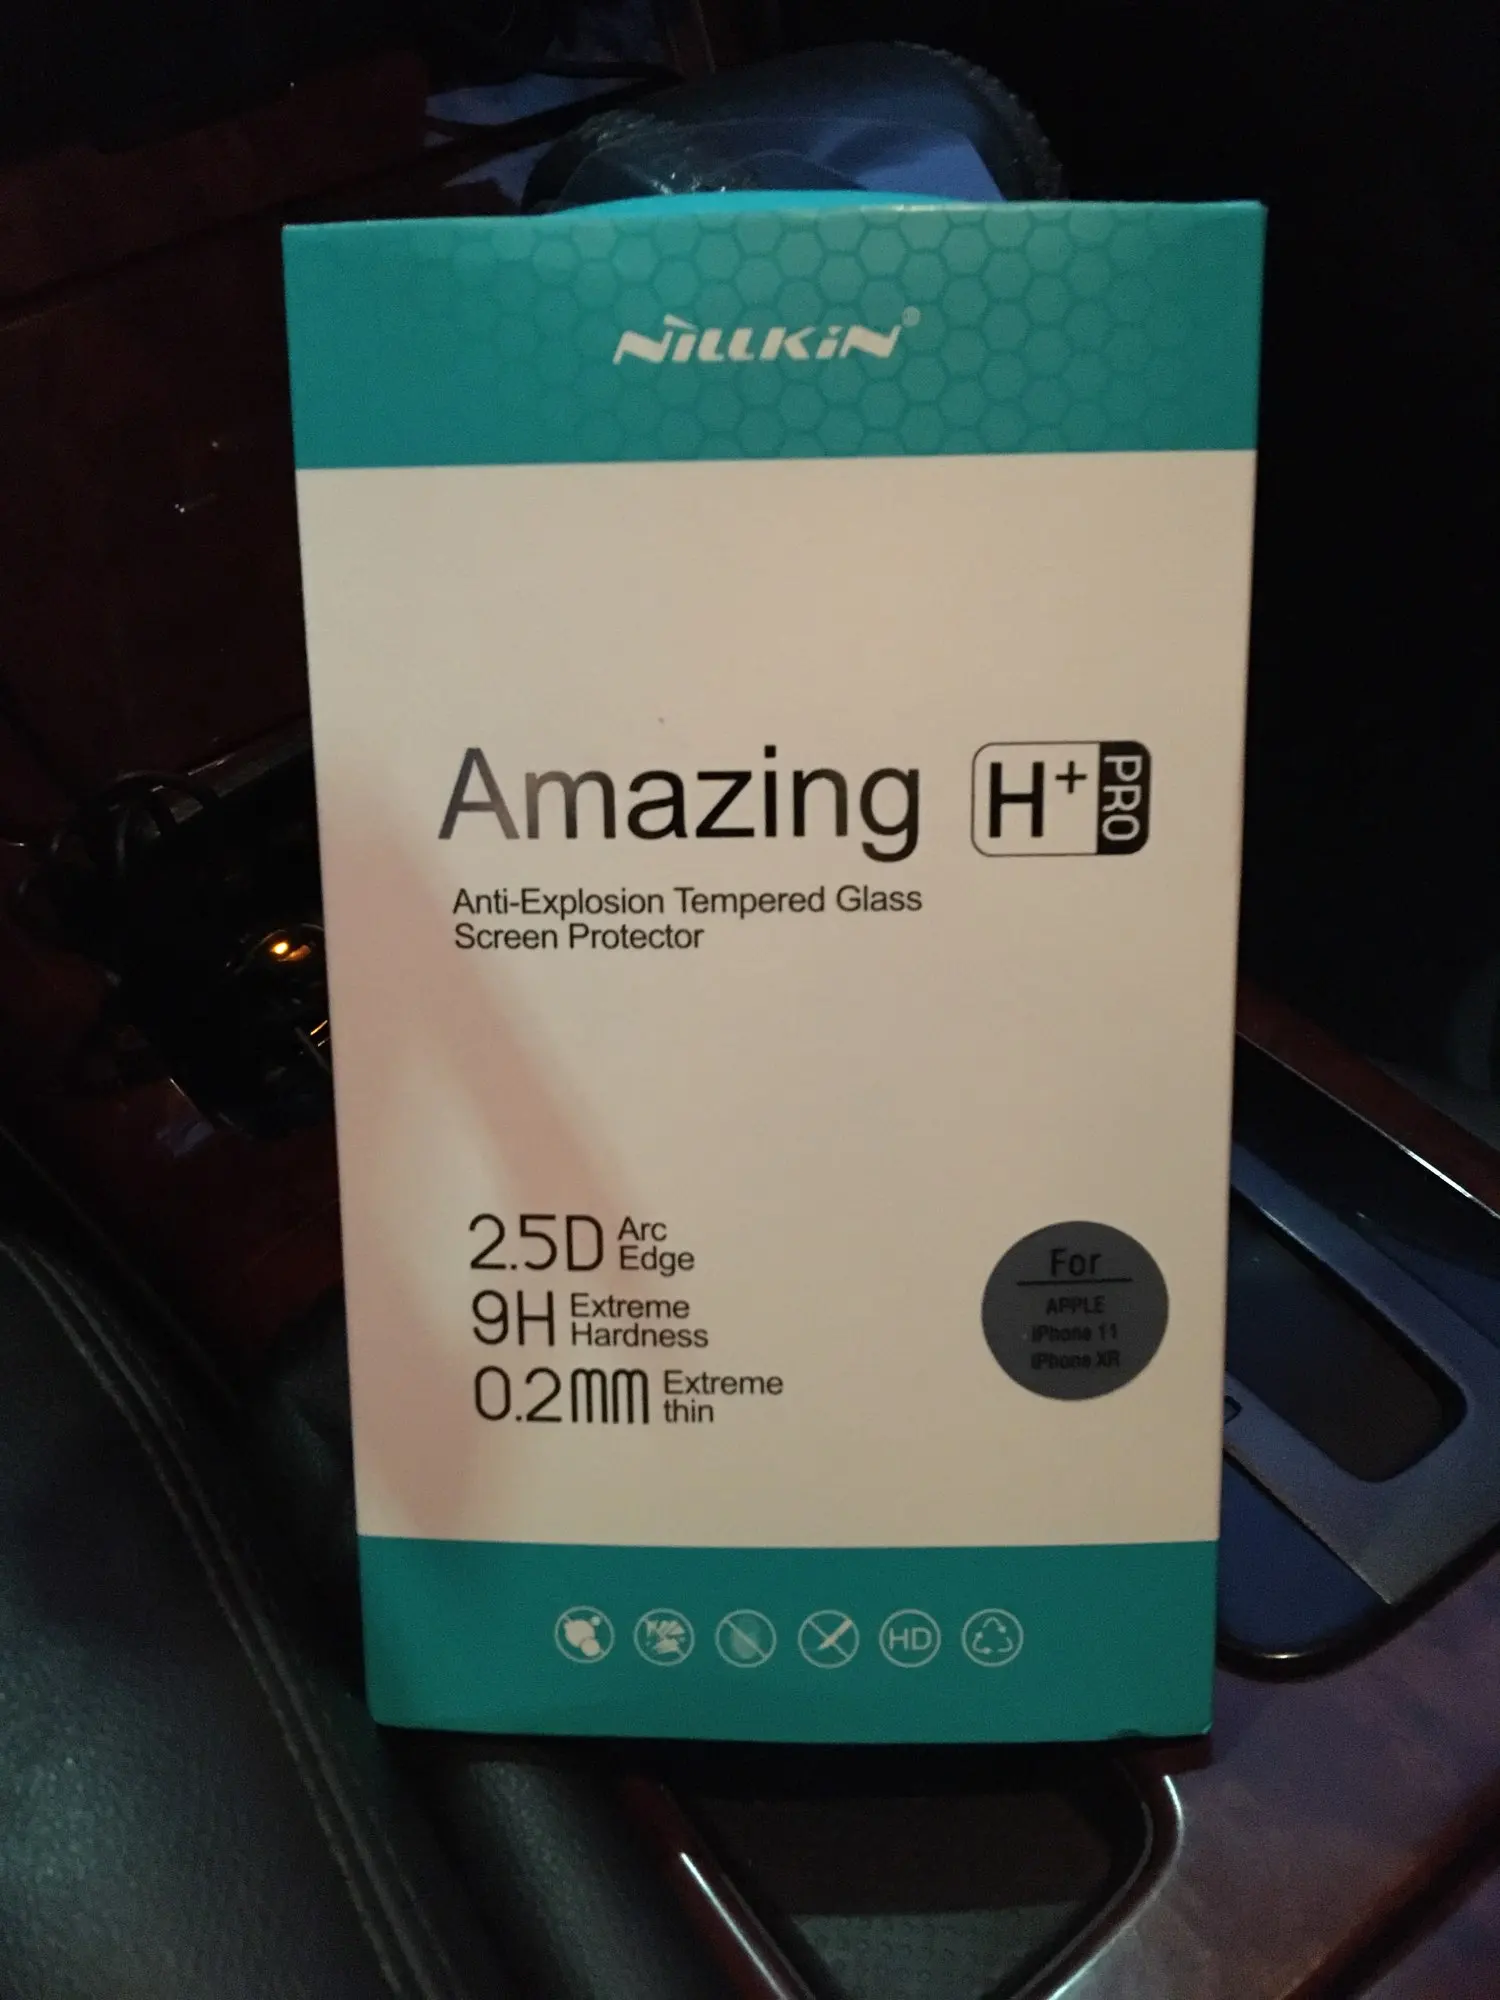 NILLKIN®
Amazing H+ PRO
Anti-Explosion Tempered Glass
Screen Protector
2.5D Arc
Edge
9H Extreme
Hardness
0.2mm Extreme
thin
For
APPLE
iPhone 11
iPhone XR
HD